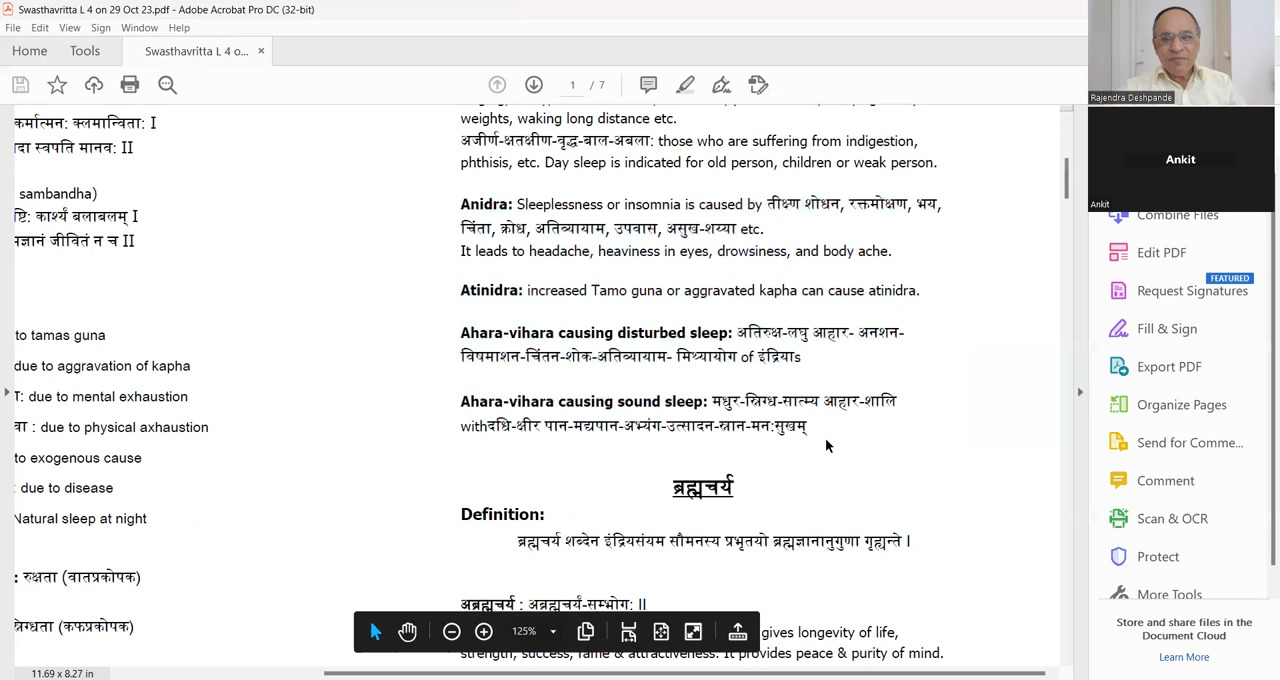 Swasthavritta L 4 on 29 Oct 23.pdf - Adobe Acrobat Pro DC (32-bit)
File Edit View Sign Window Help
Home Tools Swasthavritta L 4 o... ×
1 / 7
Rajendra Deshpande
Ankit
Ankit
कर्मात्मन: क्लमान्विता: I
दा स्वपति मानव: II
sambandha)
ष्टि: कार्श्यं बलाबलम् I
मज्ञानं जीवितं न च II
to tamas guna
due to aggravation of kapha
due to mental exhaustion
वा : due to physical axhaustion
to exogenous cause
: due to disease
Natural sleep at night
: रुक्षता (वातप्रकोपक)
स्निग्धता (कफप्रकोपक)
weights, waking long distance etc.
अजीर्ण-क्षतक्षीण-वृद्ध-बाल-अबला: those who are suffering from indigestion,
phthisis, etc. Day sleep is indicated for old person, children or weak person.
Anidra: Sleeplessness or insomnia is caused by तीक्ष्ण शोधन, रक्तमोक्षण, भय,
चिंता, क्रोध, अतिव्यायाम, उपवास, असुख-शय्या etc.
It leads to headache, heaviness in eyes, drowsiness, and body ache.
Atinidra: increased Tamo guna or aggravated kapha can cause atinidra.
Ahara-vihara causing disturbed sleep: अतिरुक्ष-लघु आहार- अनशन-
विषमाशन-चिंतन-शोक-अतिव्यायाम- मिथ्यायोग of इंद्रियाs
Ahara-vihara causing sound sleep: मधुर-स्निग्ध-सात्म्य आहार-शालि
withदधि-क्षीर पान-मद्यपान-अभ्यंग-उत्सादन-स्नान-मन:सुखम्
ब्रह्मचर्य
Definition:
ब्रह्मचर्य शब्देन इंद्रियसंयम सौमनस्य प्रभृतयो ब्रह्मज्ञानानुगुणा गृह्यन्ते I
अब्रह्मचर्य : अब्रह्मचर्यं-सम्भोग: II
gives longevity of life,
strength, success, fame & attractiveness. It provides peace & purity of mind.
125%
11.69 x 8.27 in
Combine Files
Edit PDF
FEATURED
Request Signatures
Fill & Sign
Export PDF
Organize Pages
Send for Comme...
Comment
Scan & OCR
Protect
More Tools
Store and share files in the
Document Cloud
Learn More